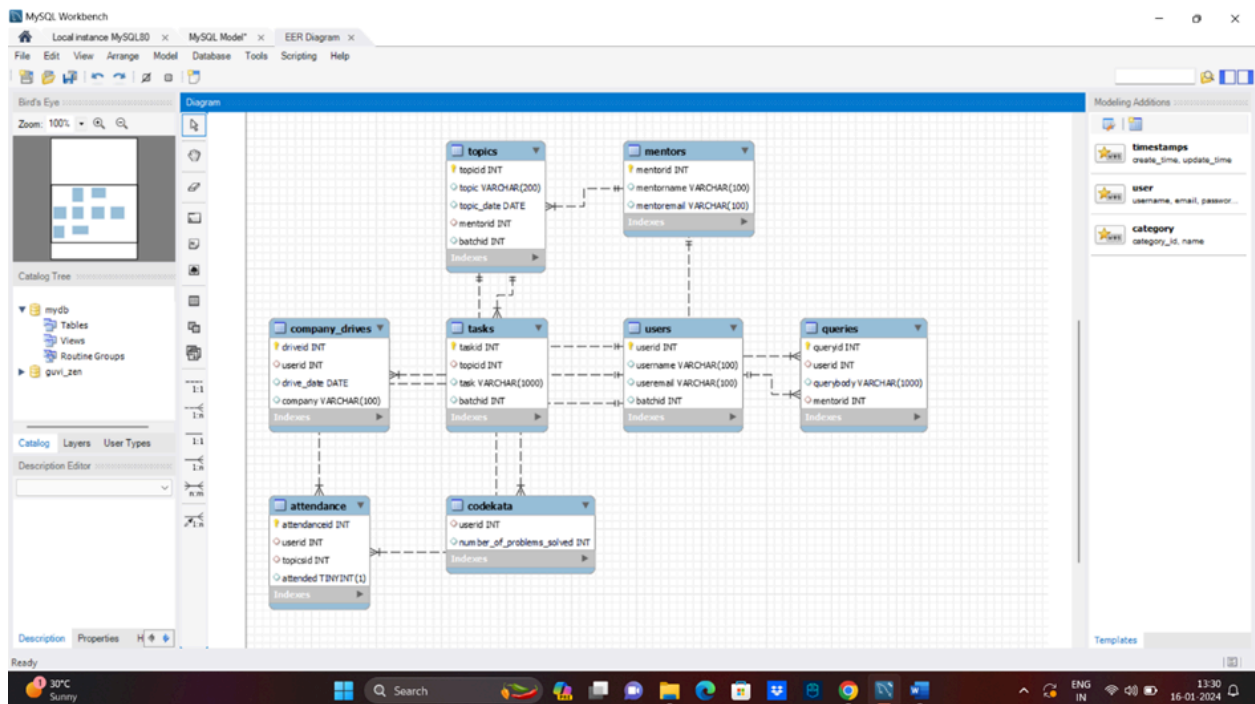 MySQL Workbench
Local instance MySQL80 × MySQL Model* × EER Diagram ×
File Edit View Arrange Model Database Tools Scripting Help
Bird's Eye
Zoom: 100%
Diagram
Modeling Additions
timestamps
create_time, update_time
user
username, email, passwor...
category
category_id, name
topics
topicid INT
topic VARCHAR(200)
topic_date DATE
mentorid INT
batchid INT
Indexes
mentors
mentorid INT
mentorname VARCHAR(100)
mentoremail VARCHAR(100)
Indexes
Catalog Tree
mydb
Tables
Views
Routine Groups
guvi_zen
1:1
1:n
1:1
1:n
n:m
1:n
company_drives
driveid INT
userid INT
drive_date DATE
company VARCHAR(100)
Indexes
tasks
taskid INT
topicid INT
task VARCHAR(1000)
batchid INT
Indexes
users
userid INT
username VARCHAR(100)
useremail VARCHAR(100)
batchid INT
Indexes
queries
queryid INT
userid INT
querybody VARCHAR(1000)
mentorid INT
Indexes
Catalog Layers User Types
Description Editor
attendance
attendanceid INT
userid INT
topicsid INT
attended TINYINT(1)
Indexes
codekata
userid INT
number_of_problems_solved INT
Indexes
Description Properties H
Templates
Ready
1
30°C
Sunny
Search
ENG
IN
13:30
16-01-2024